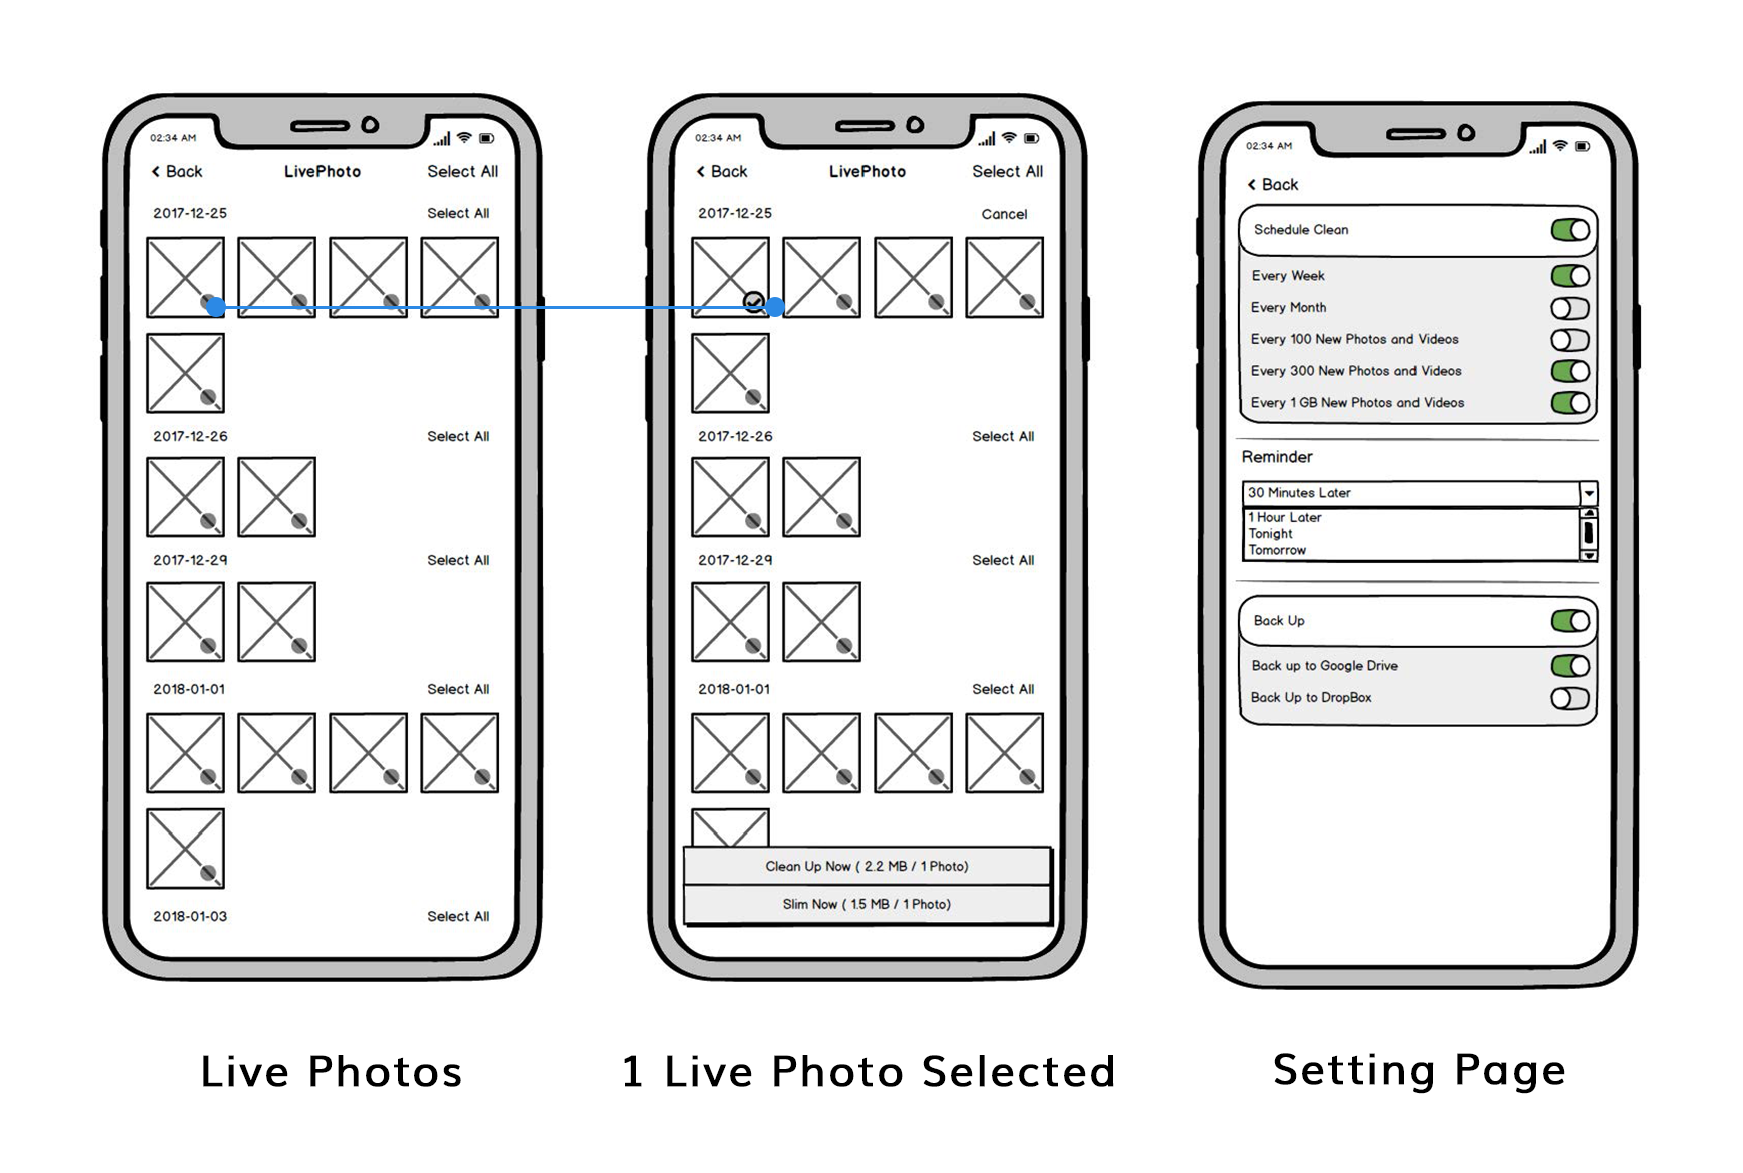 02:34 AM
< Back LivePhoto Select All
2017-12-25 Select All
2017-12-26 Select All
2017-12-29 Select All
2018-01-01 Select All
2018-01-03 Select All
Live Photos
02:34 AM
< Back LivePhoto Select All
2017-12-25 Cancel
2017-12-26 Select All
2017-12-29 Select All
2018-01-01 Select All
Clean Up Now ( 2.2 MB / 1 Photo)
Slim Now ( 1.5 MB / 1 Photo)
1 Live Photo Selected
02:34 AM
< Back
Schedule Clean
Every Week
Every Month
Every 100 New Photos and Videos
Every 300 New Photos and Videos
Every 1 GB New Photos and Videos
Reminder
30 Minutes Later
1 Hour Later
Tonight
Tomorrow
Back Up
Back up to Google Drive
Back Up to DropBox
Setting Page